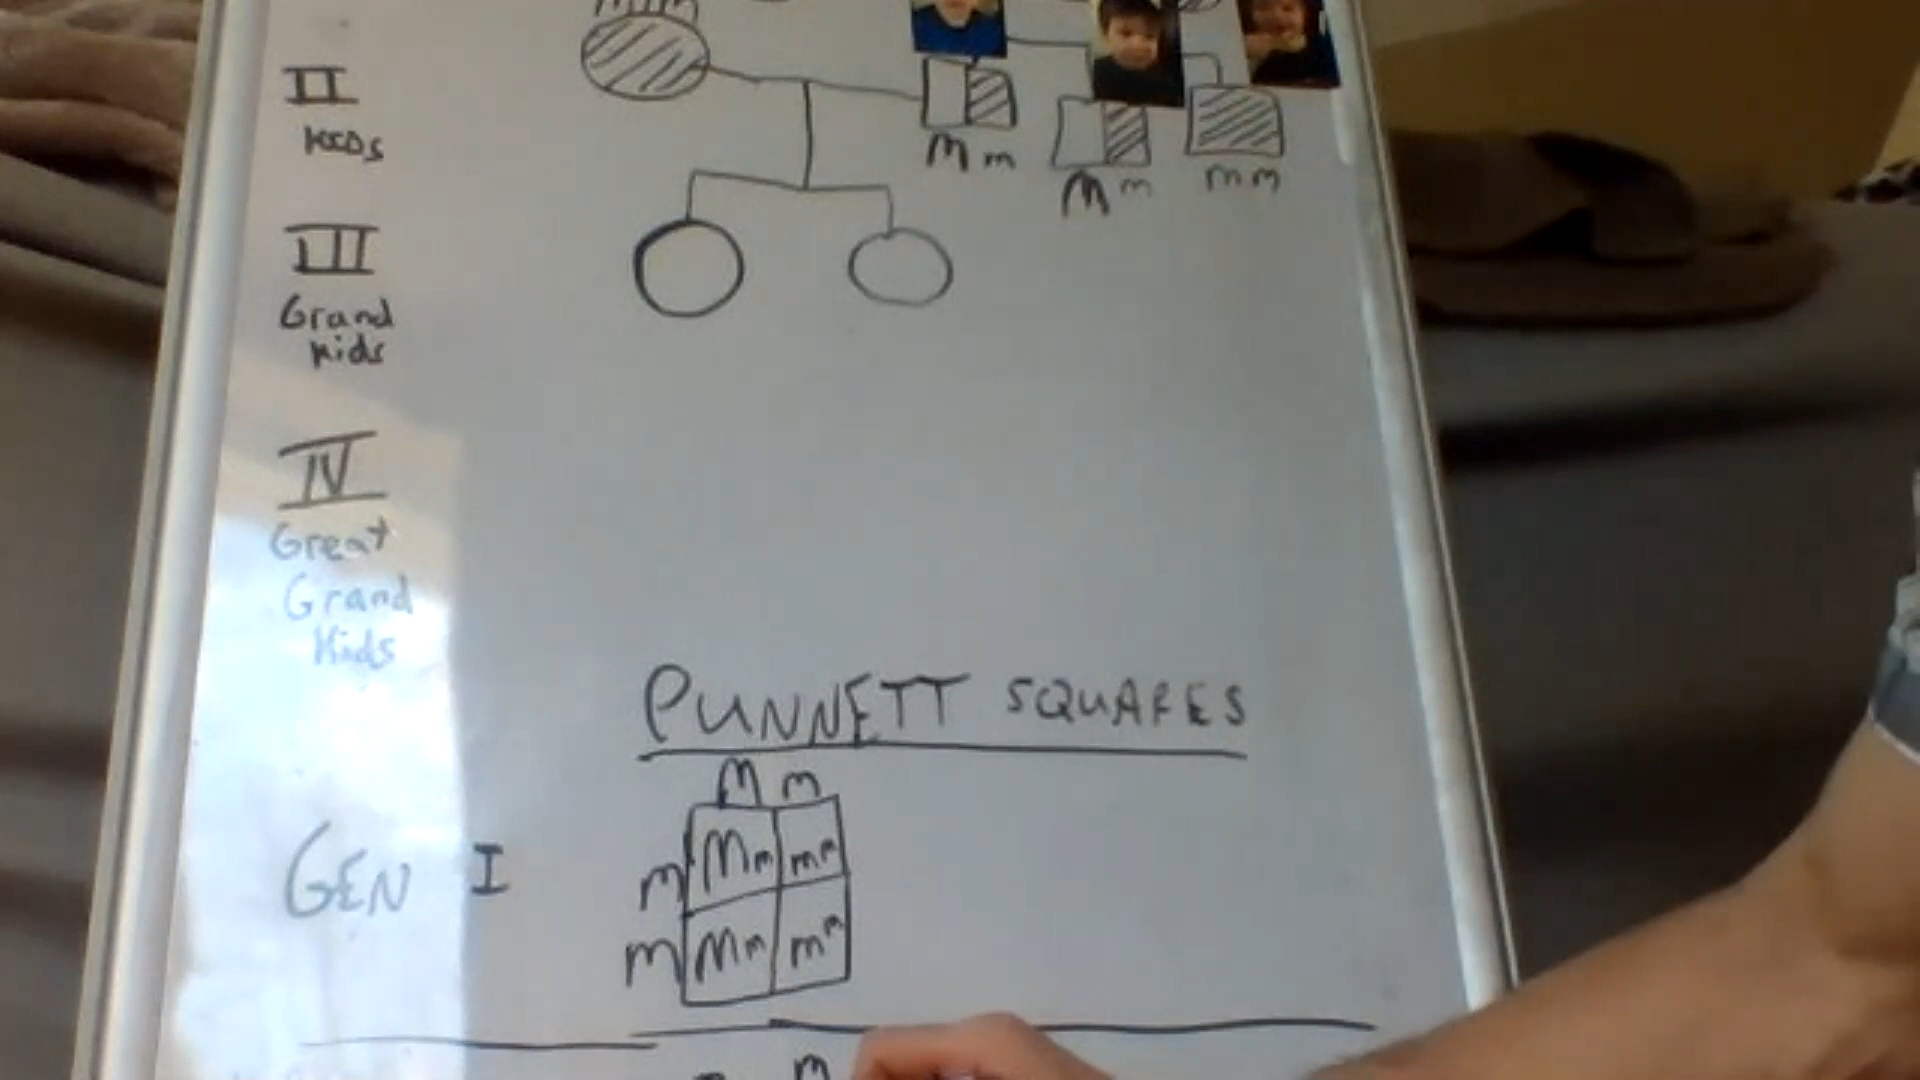 mm
II
KIDS
Mm
Mm
mm
III
Grand
kids
IV
Great
Grand
Kids
PUNNETT SQUARES
M m
GEN I
m Mm mm
m Mm mm
m